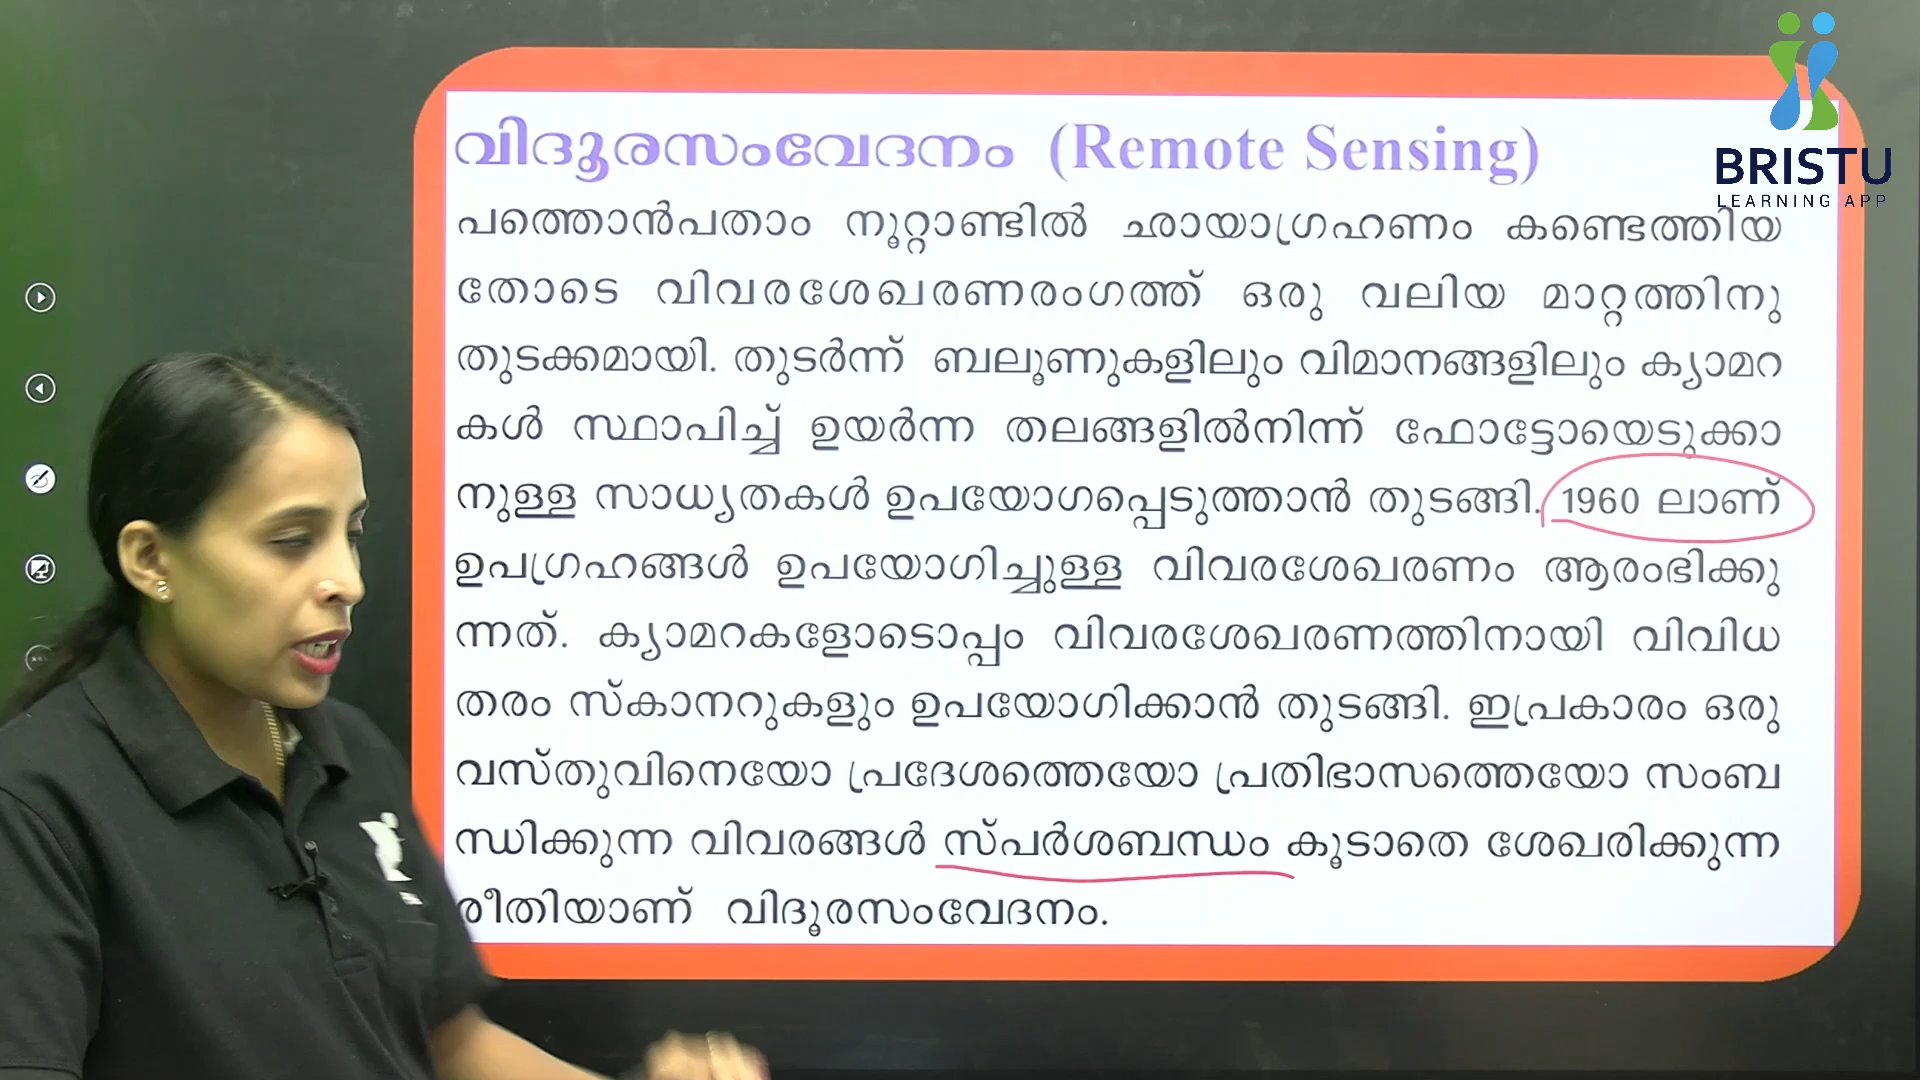 BRISTU
LEARNING APP
വിദൂരസംവേദനം (Remote Sensing)
പത്തൊൻപതാം നൂറ്റാണ്ടിൽ ഛായാഗ്രഹണം കണ്ടെത്തിയ
തോടെ വിവരശേഖരണരംഗത്ത് ഒരു വലിയ മാറ്റത്തിനു
തുടക്കമായി. തുടർന്ന് ബലൂണുകളിലും വിമാനങ്ങളിലും ക്യാമറ
കൾ സ്ഥാപിച്ച് ഉയർന്ന തലങ്ങളിൽനിന്ന് ഫോട്ടോയെടുക്കാ
നുള്ള സാധ്യതകൾ ഉപയോഗപ്പെടുത്താൻ തുടങ്ങി. 1960 ലാണ്
ഉപഗ്രഹങ്ങൾ ഉപയോഗിച്ചുള്ള വിവരശേഖരണം ആരംഭിക്കു
ന്നത്. ക്യാമറകളോടൊപ്പം വിവരശേഖരണത്തിനായി വിവിധ
തരം സ്കാനറുകളും ഉപയോഗിക്കാൻ തുടങ്ങി. ഇപ്രകാരം ഒരു
വസ്തുവിനെയോ പ്രദേശത്തെയോ പ്രതിഭാസത്തെയോ സംബ
ന്ധിക്കുന്ന വിവരങ്ങൾ സ്പർശബന്ധം കൂടാതെ ശേഖരിക്കുന്ന
രീതിയാണ് വിദൂരസംവേദനം.